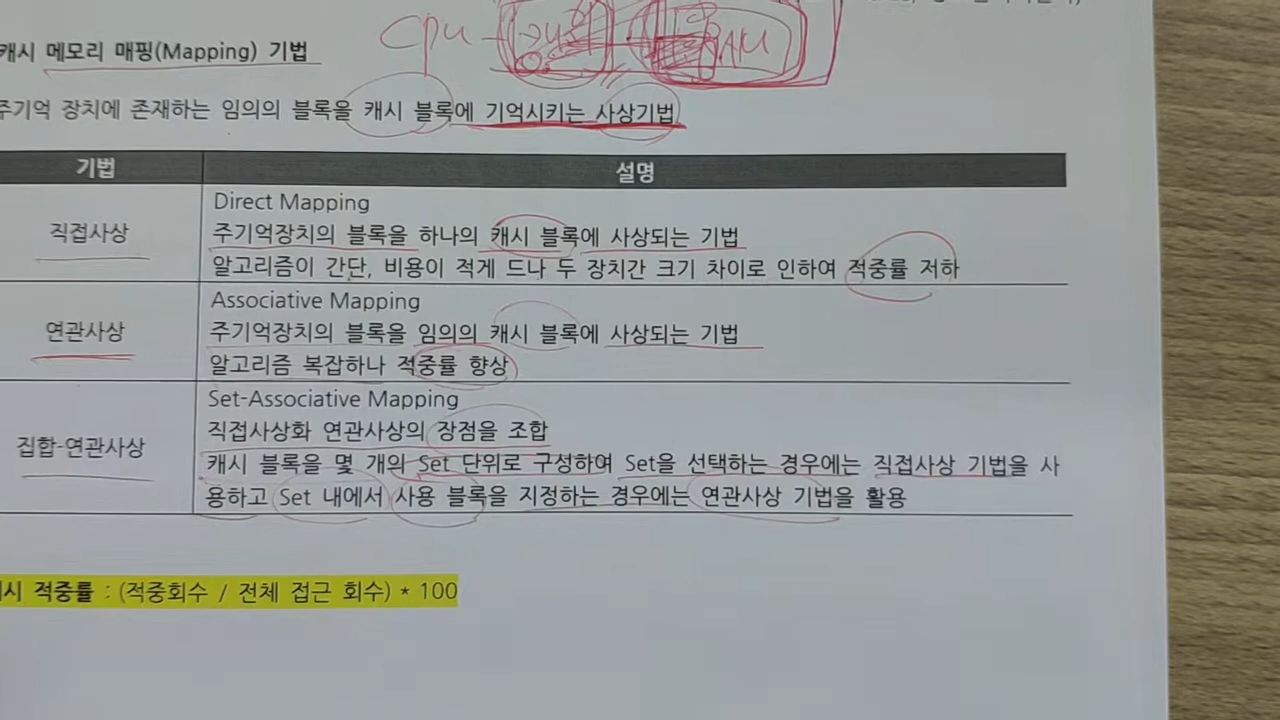 cpu
캐시 메모리 매핑(Mapping) 기법
주기억 장치에 존재하는 임의의 블록을 캐시 블록에 기억시키는 사상기법
기법 설명
직접사상
Direct Mapping
주기억장치의 블록을 하나의 캐시 블록에 사상되는 기법
알고리즘이 간단, 비용이 적게 드나 두 장치간 크기 차이로 인하여 적중률 저하
연관사상
Associative Mapping
주기억장치의 블록을 임의의 캐시 블록에 사상되는 기법
알고리즘 복잡하나 적중률 향상
집합-연관사상
Set-Associative Mapping
직접사상화 연관사상의 장점을 조합
캐시 블록을 몇 개의 Set 단위로 구성하여 Set을 선택하는 경우에는 직접사상 기법을 사
용하고 Set 내에서 사용 블록을 지정하는 경우에는 연관사상 기법을 활용
시 적중률 : (적중회수 / 전체 접근 회수) * 100